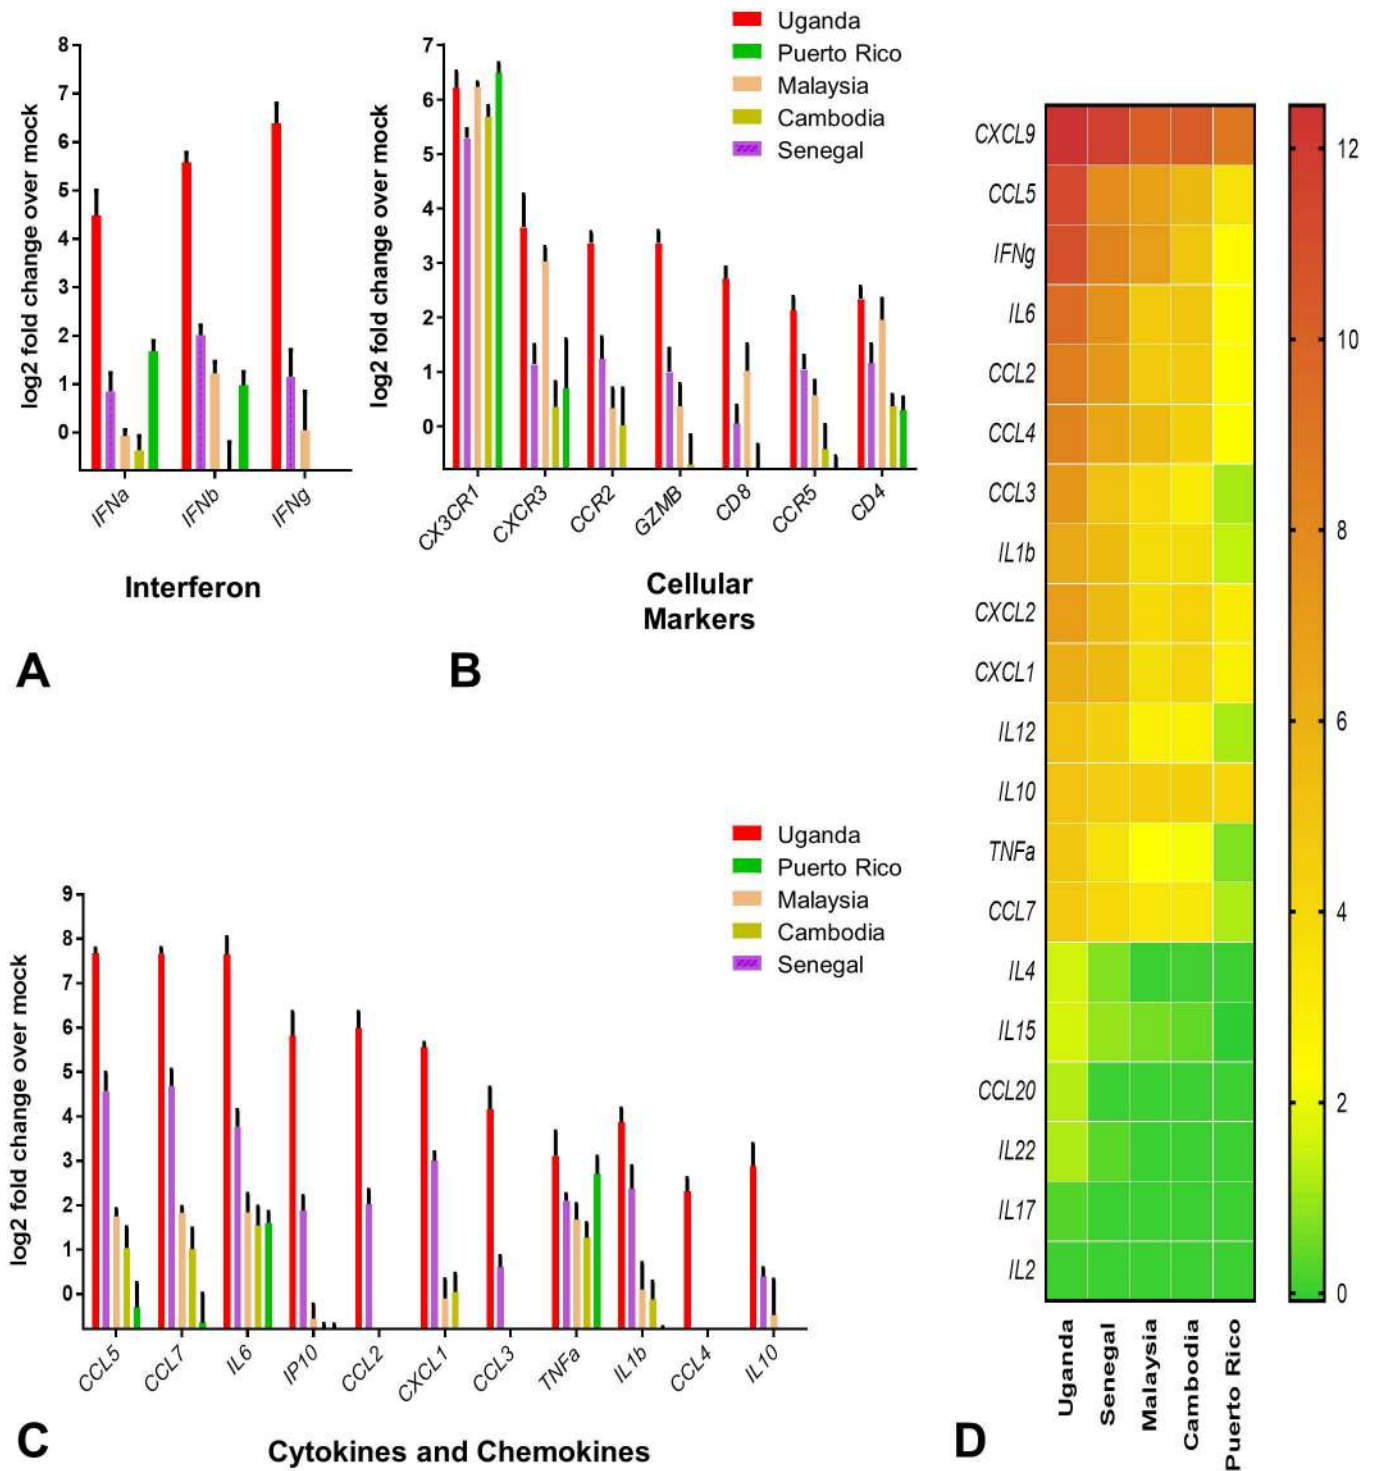 8
7
6
5
4
3
2
1
0
log2 fold change over mock
IFNa
IFNb
IFNg
Interferon
A
7
6
5
4
3
2
1
0
log2 fold change over mock
CX3CR1
CXCR3
CCR2
GZMB
CD8
CCR5
CD4
Cellular
Markers
B
Uganda
Puerto Rico
Malaysia
Cambodia
Senegal
9
8
7
6
5
4
3
2
1
0
log2 fold change over mock
CCL5
CCL7
IL6
IP10
CCL2
CXCL1
CCL3
TNFa
IL1b
CCL4
IL10
Cytokines and Chemokines
C
Uganda
Puerto Rico
Malaysia
Cambodia
Senegal
CXCL9
CCL5
IFNg
IL6
CCL2
CCL4
CCL3
IL1b
CXCL2
CXCL1
IL12
IL10
TNFa
CCL7
IL4
IL15
CCL20
IL22
IL17
IL2
Uganda
Senegal
Malaysia
Cambodia
Puerto Rico
12
10
8
6
4
2
0
D